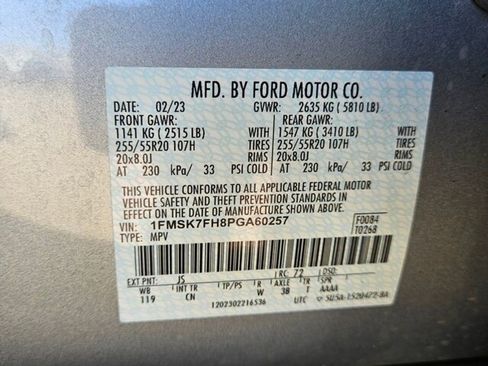 MFD. BY FORD MOTOR CO.
DATE: 02/23 GVWR: 2635 KG ( 5810 LB)
FRONT GAWR: REAR GAWR:
1141 KG ( 2515 LB) 1547 KG ( 3410 LB)
255/55R20 107H TIRES 255/55R20 107H TIRES
20x8.0J RIMS 20x8.0J RIMS
AT 230 kPa/ 33 PSI COLD AT 230 kPa/ 33 PSI COLD
THIS VEHICLE CONFORMS TO ALL APPLICABLE FEDERAL MOTOR
VEHICLE SAFETY AND THEFT PREVENTION STANDARDS IN
EFFECT ON THE DATE OF MANUFACTURE SHOWN ABOVE.
VIN: 1FMSK7FH8PGA60257 F0084
TYPE: MPV T0268
EXT PNT: JS RC: 72 DSO:
WB INT TR TP/PS R AXLE TR SPR
119 CN W 38 T AAAA
1202302216536 UTC